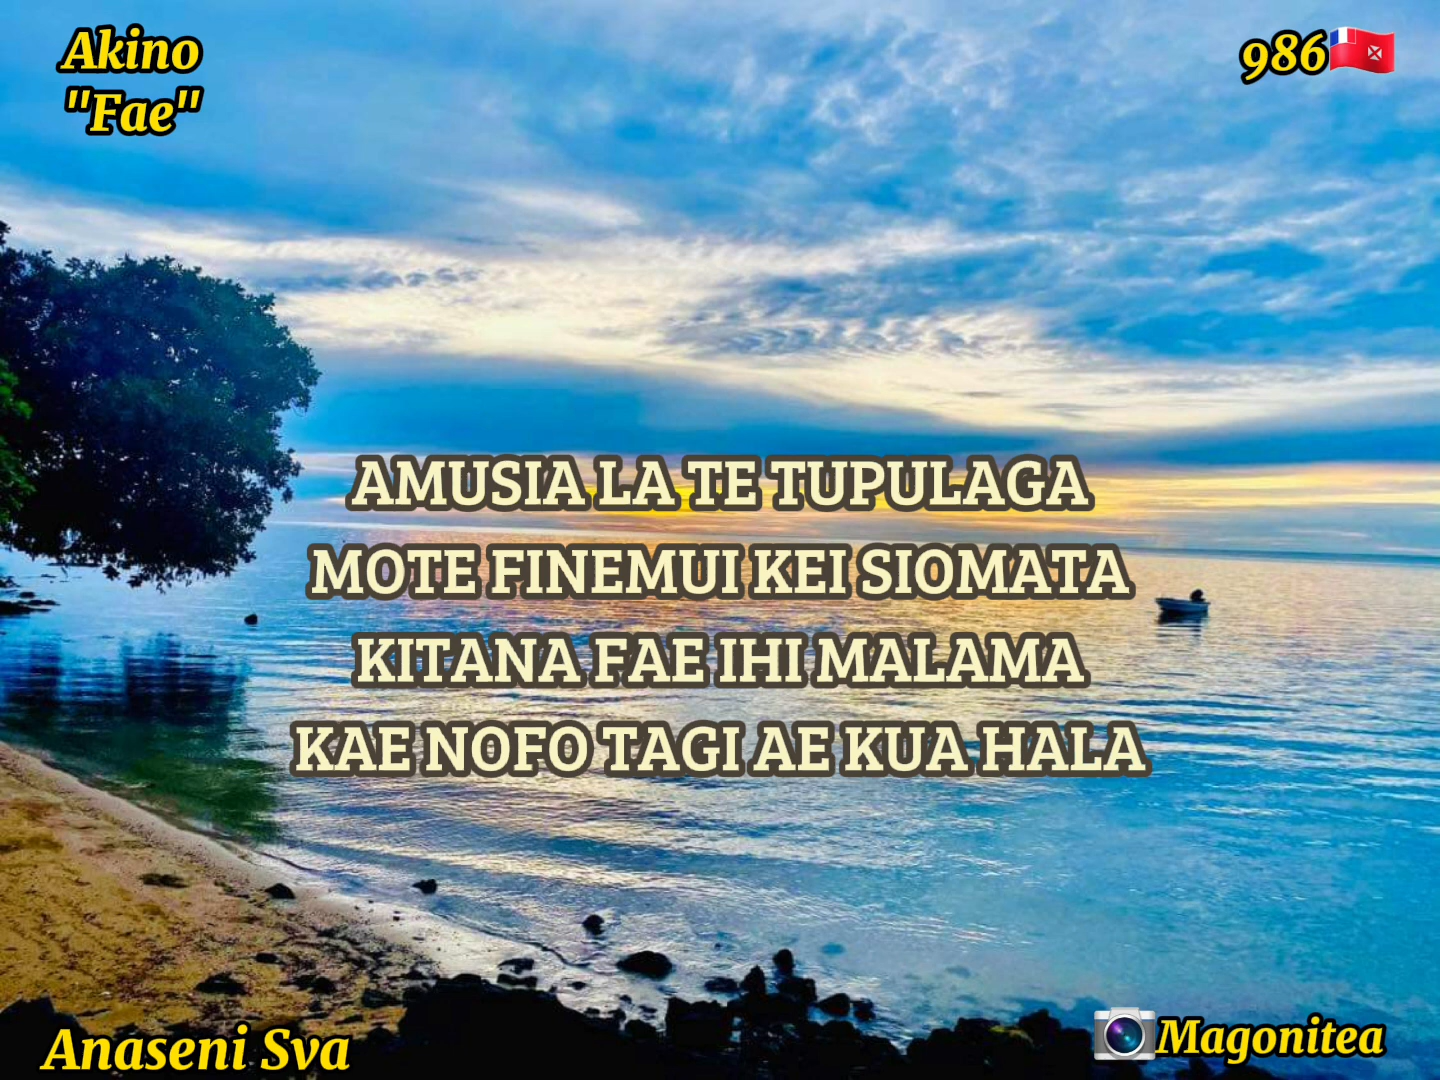 Akino
"Fae"
986🇼🇫
AMUSIA LA TE TUPULAGA
MOTE FINEMUI KEI SIOMATA
KITANA FAE IHI MALAMA
KAE NOFO TAGI AE KUA HALA
Anaseni Sva
📷Magonitea